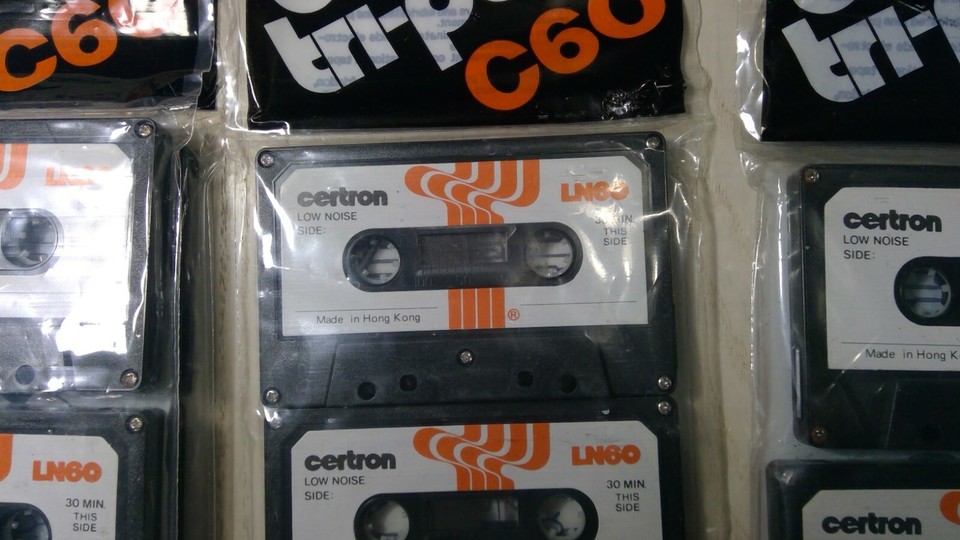 C60
tri-p
C60
tri-
certron
LOW NOISE
SIDE:
LN60
30 MIN.
THIS
SIDE
Made in Hong Kong
®
certron
LOW NOISE
SIDE:
LN60
30 MIN.
THIS
SIDE
LN60
30 MIN.
THIS
SIDE
certron
LOW NOISE
SIDE:
Made in Hong K
certron